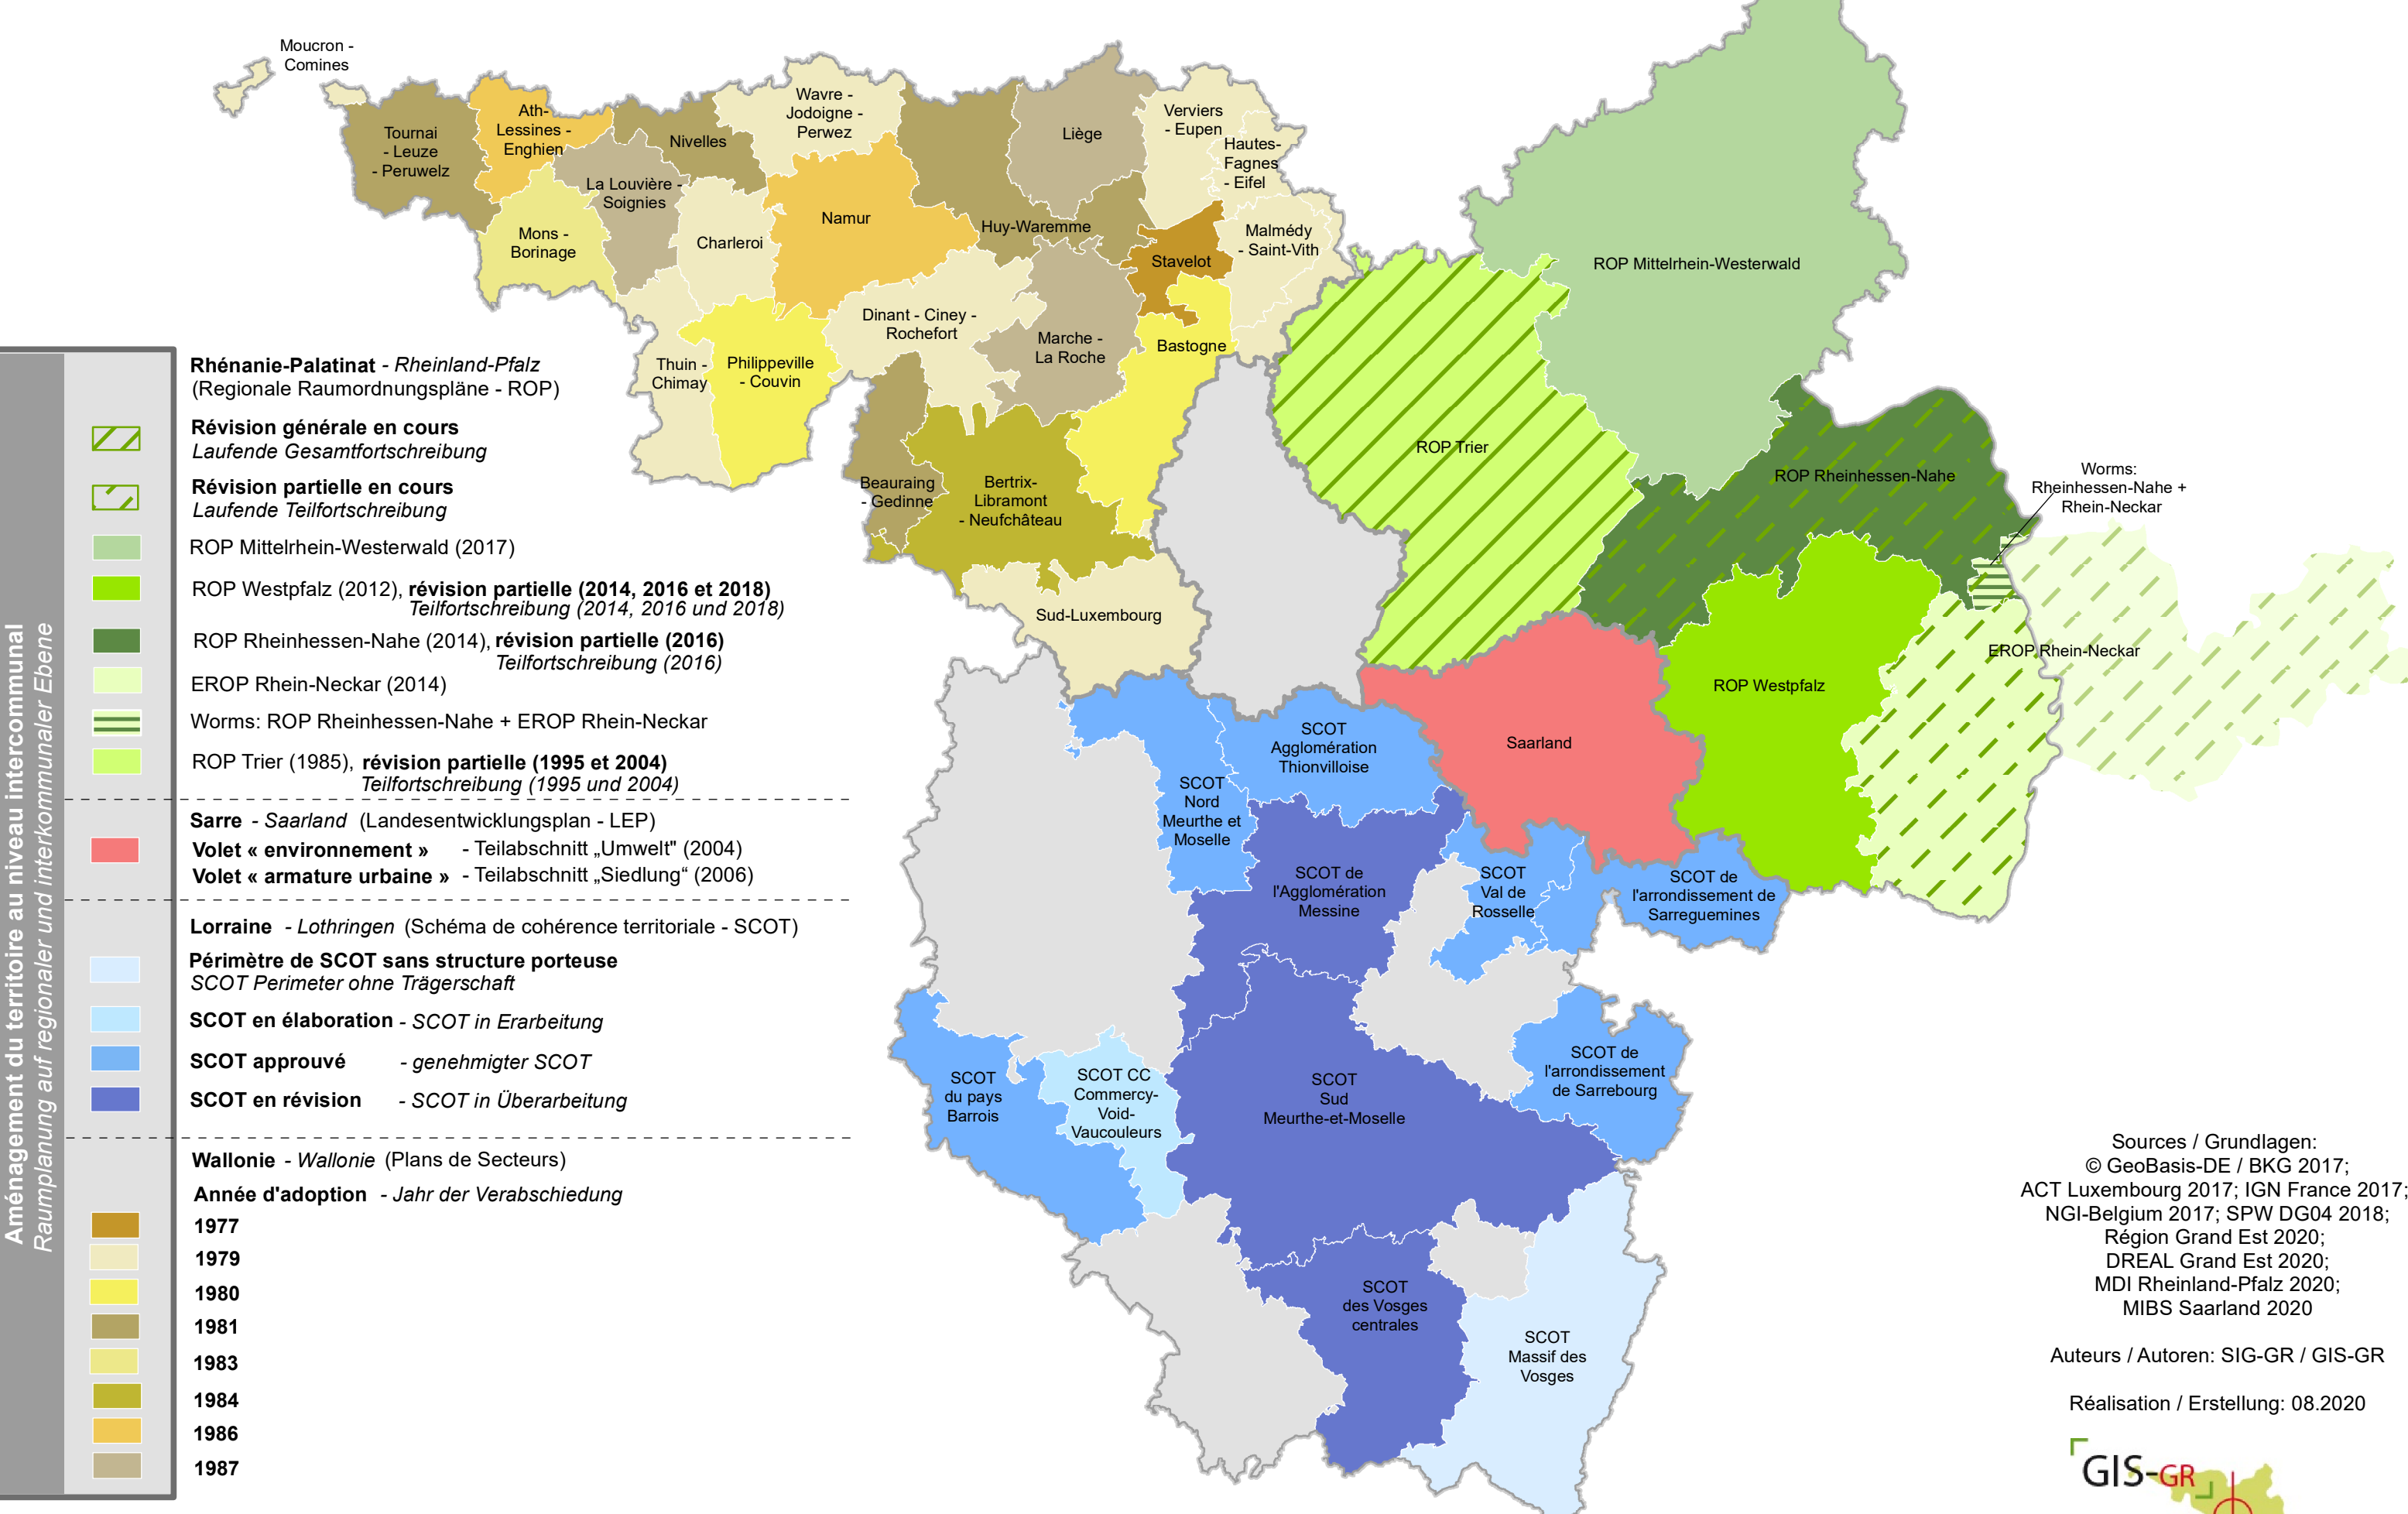 Moucron -
Comines
Tournai
- Leuze
- Peruwelz
Ath-
Lessines -
Enghien
Mons -
Borinage
La Louvière -
Soignies
Nivelles
Charleroi
Wavre -
Jodoigne -
Perwez
Namur
Huy-Waremme
Liège
Verviers
- Eupen
Hautes-
Fagnes
- Eifel
Malmédy
- Saint-Vith
Stavelot
Bastogne
Marche -
La Roche
Dinant - Ciney -
Rochefort
Philippeville
- Couvin
Thuin -
Chimay
Beauraing
- Gedinne
Bertrix-
Libramont
- Neufchâteau
Sud-Luxembourg
ROP Mittelrhein-Westerwald
ROP Trier
ROP Rheinhessen-Nahe
Worms:
Rheinhessen-Nahe +
Rhein-Neckar
EROP Rhein-Neckar
ROP Westpfalz
Saarland
SCOT
Agglomération
Thionvilloise
SCOT
Nord
Meurthe et
Moselle
SCOT de
l'Agglomération
Messine
SCOT
Val de
Rosselle
SCOT de
l'arrondissement de
Sarreguemines
SCOT de
l'arrondissement
de Sarrebourg
SCOT
Sud
Meurthe-et-Moselle
SCOT
du pays
Barrois
SCOT CC
Commercy-
Void-
Vaucouleurs
SCOT
des Vosges
centrales
SCOT
Massif des
Vosges
Aménagement du territoire au niveau intercommunal
Raumplanung auf regionaler und interkommunaler Ebene
Rhénanie-Palatinat - Rheinland-Pfalz
(Regionale Raumordnungspläne - ROP)
Révision générale en cours
Laufende Gesamtfortschreibung
Révision partielle en cours
Laufende Teilfortschreibung
ROP Mittelrhein-Westerwald (2017)
ROP Westpfalz (2012), révision partielle (2014, 2016 et 2018)
Teilfortschreibung (2014, 2016 und 2018)
ROP Rheinhessen-Nahe (2014), révision partielle (2016)
Teilfortschreibung (2016)
EROP Rhein-Neckar (2014)
Worms: ROP Rheinhessen-Nahe + EROP Rhein-Neckar
ROP Trier (1985), révision partielle (1995 et 2004)
Teilfortschreibung (1995 und 2004)
Sarre - Saarland (Landesentwicklungsplan - LEP)
Volet « environnement » - Teilabschnitt „Umwelt" (2004)
Volet « armature urbaine » - Teilabschnitt „Siedlung“ (2006)
Lorraine - Lothringen (Schéma de cohérence territoriale - SCOT)
Périmètre de SCOT sans structure porteuse
SCOT Perimeter ohne Trägerschaft
SCOT en élaboration - SCOT in Erarbeitung
SCOT approuvé - genehmigter SCOT
SCOT en révision - SCOT in Überarbeitung
Wallonie - Wallonie (Plans de Secteurs)
Année d'adoption - Jahr der Verabschiedung
1977
1979
1980
1981
1983
1984
1986
1987
Sources / Grundlagen:
© GeoBasis-DE / BKG 2017;
ACT Luxembourg 2017; IGN France 2017;
NGI-Belgium 2017; SPW DG04 2018;
Région Grand Est 2020;
DREAL Grand Est 2020;
MDI Rheinland-Pfalz 2020;
MIBS Saarland 2020
Auteurs / Autoren: SIG-GR / GIS-GR
Réalisation / Erstellung: 08.2020
GIS-GR